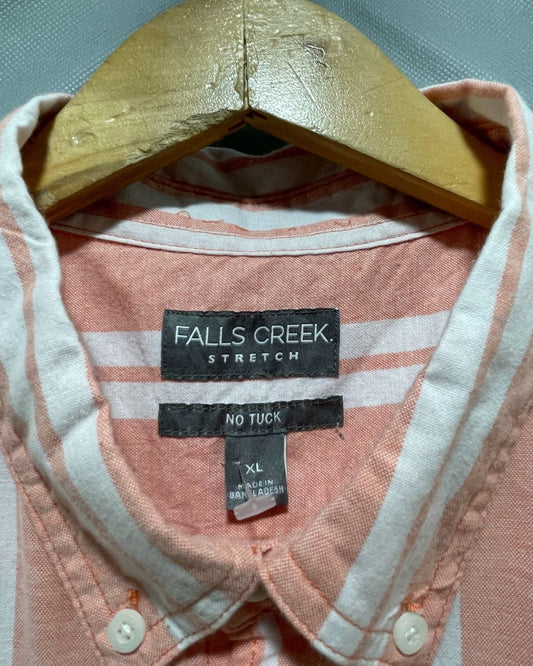 FALLS CREEK.
STRETCH
NO TUCK
XL
MADE IN
BANGLADESH